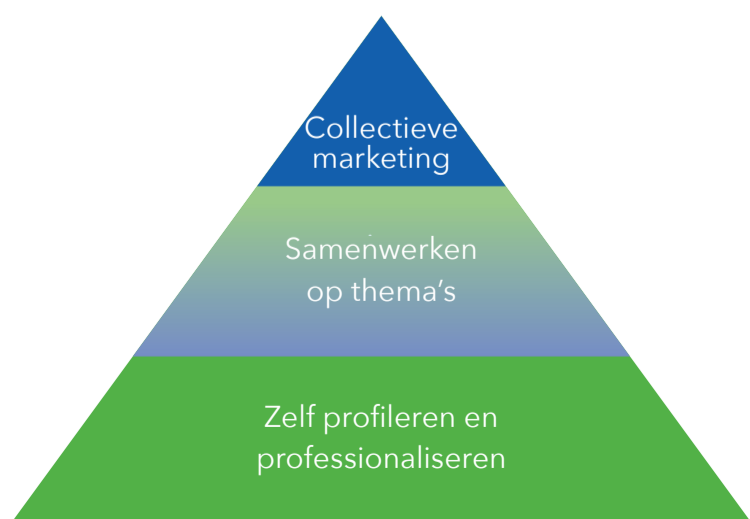 Collectieve
marketing
Samenwerken
op thema's
Zelf profileren en
professionaliseren